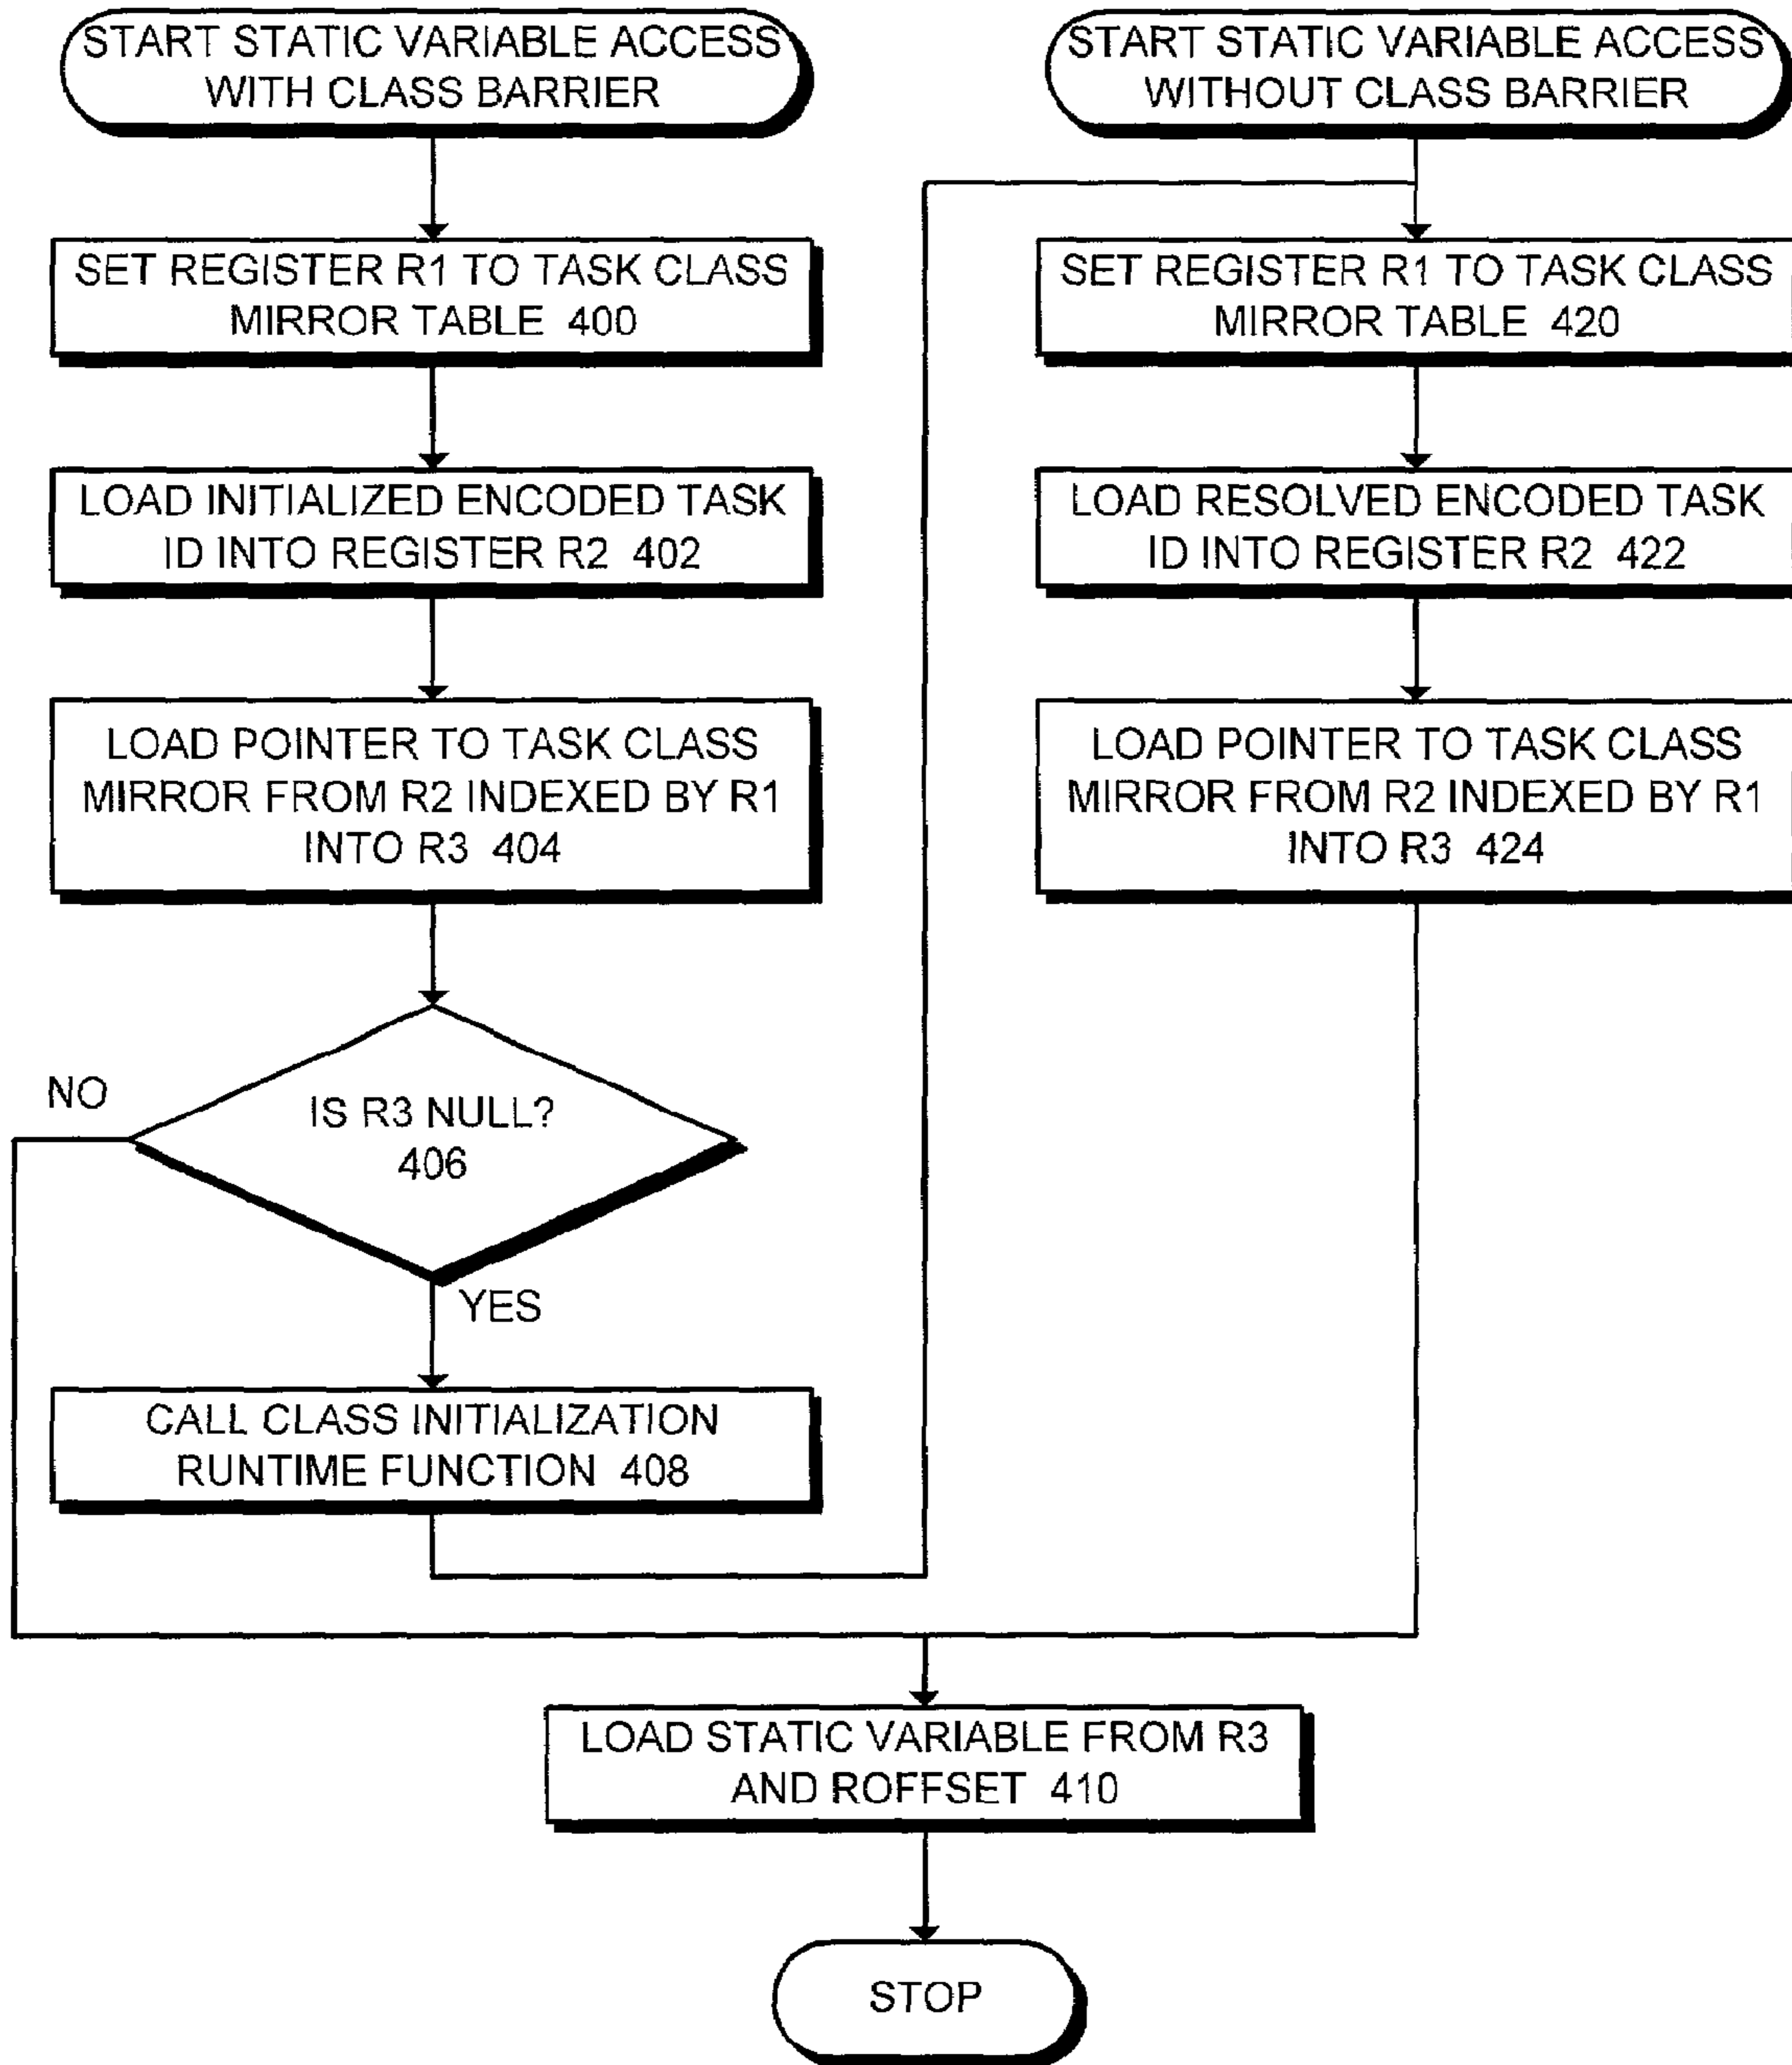 START STATIC VARIABLE ACCESS
WITH CLASS BARRIER
SET REGISTER R1 TO TASK CLASS
MIRROR TABLE 400
LOAD INITIALIZED ENCODED TASK
ID INTO REGISTER R2 402
LOAD POINTER TO TASK CLASS
MIRROR FROM R2 INDEXED BY R1
INTO R3 404
NO
IS R3 NULL?
406
YES
CALL CLASS INITIALIZATION
RUNTIME FUNCTION 408
START STATIC VARIABLE ACCESS
WITHOUT CLASS BARRIER
SET REGISTER R1 TO TASK CLASS
MIRROR TABLE 420
LOAD RESOLVED ENCODED TASK
ID INTO REGISTER R2 422
LOAD POINTER TO TASK CLASS
MIRROR FROM R2 INDEXED BY R1
INTO R3 424
LOAD STATIC VARIABLE FROM R3
AND ROFFSET 410
STOP